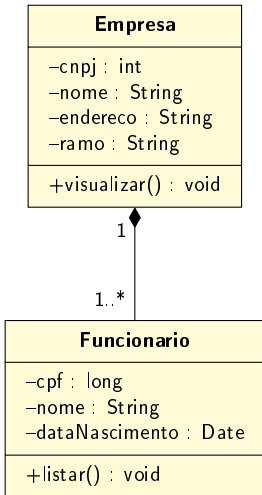 Empresa
–cnpj : int
–nome : String
–endereco : String
–ramo : String
+visualizar() : void
1
1..*
Funcionario
–cpf : long
–nome : String
–dataNascimento : Date
+listar() : void